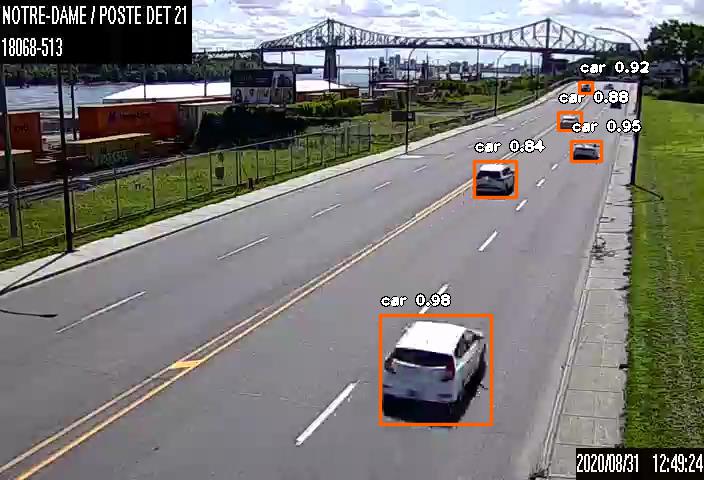 NOTRE-DAME / POSTE DET 21
18068-513
car 0.92
car 0.88
car 0.95
car 0.84
car 0.98
2020/08/31 12:49:24